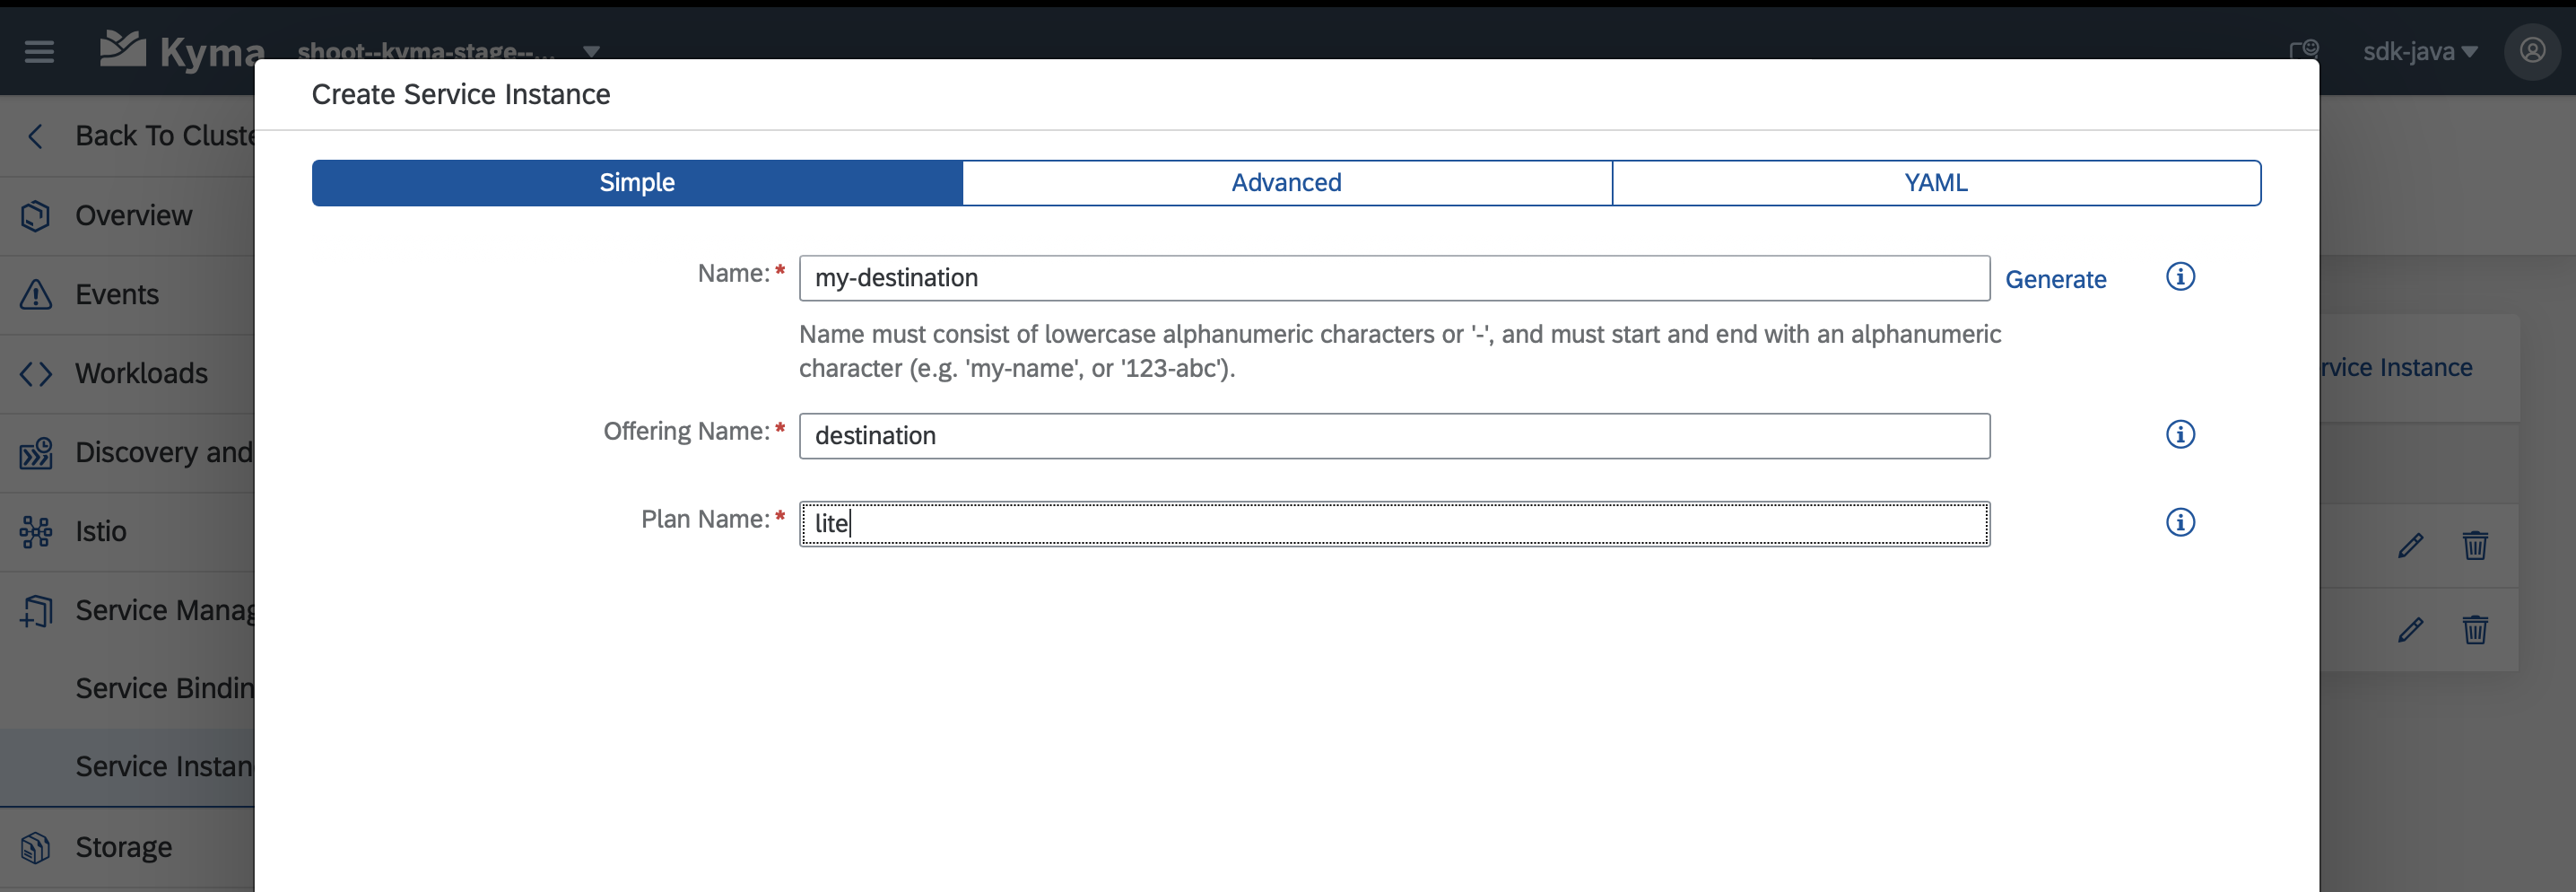 Kyma shoot--kyma-stage--... sdk-java
Create Service Instance
Back To Cluste
Simple Advanced YAML
Overview
Name:* my-destination Generate
Events
Name must consist of lowercase alphanumeric characters or '-', and must start and end with an alphanumeric
character (e.g. 'my-name', or '123-abc').
Workloads
rvice Instance
Offering Name:* destination
Discovery and
Plan Name:* lite
Istio
Service Manag
Service Bindin
Service Instan
Storage